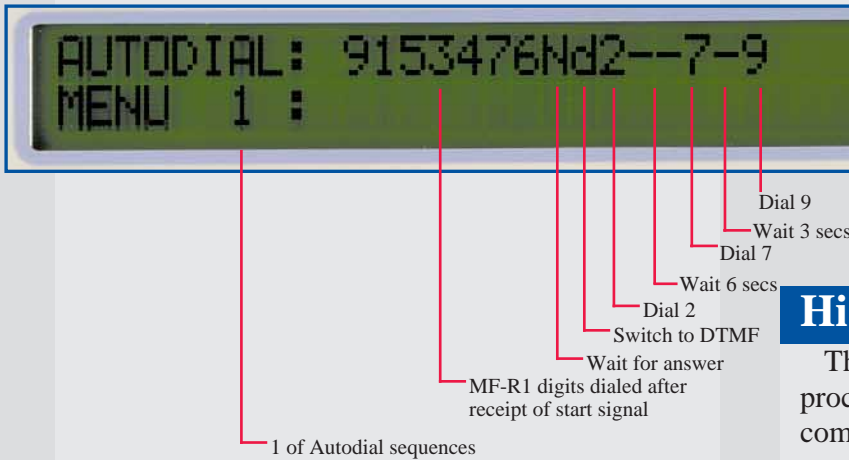 AUTODIAL: 9153476Nd2--7-9
MENU 1 :
Dial 9
Wait 3 secs
Dial 7
Wait 6 secs
Dial 2
Switch to DTMF
Wait for answer
MF-R1 digits dialed after
receipt of start signal
1 of Autodial sequences
Hi
Th
proc
com